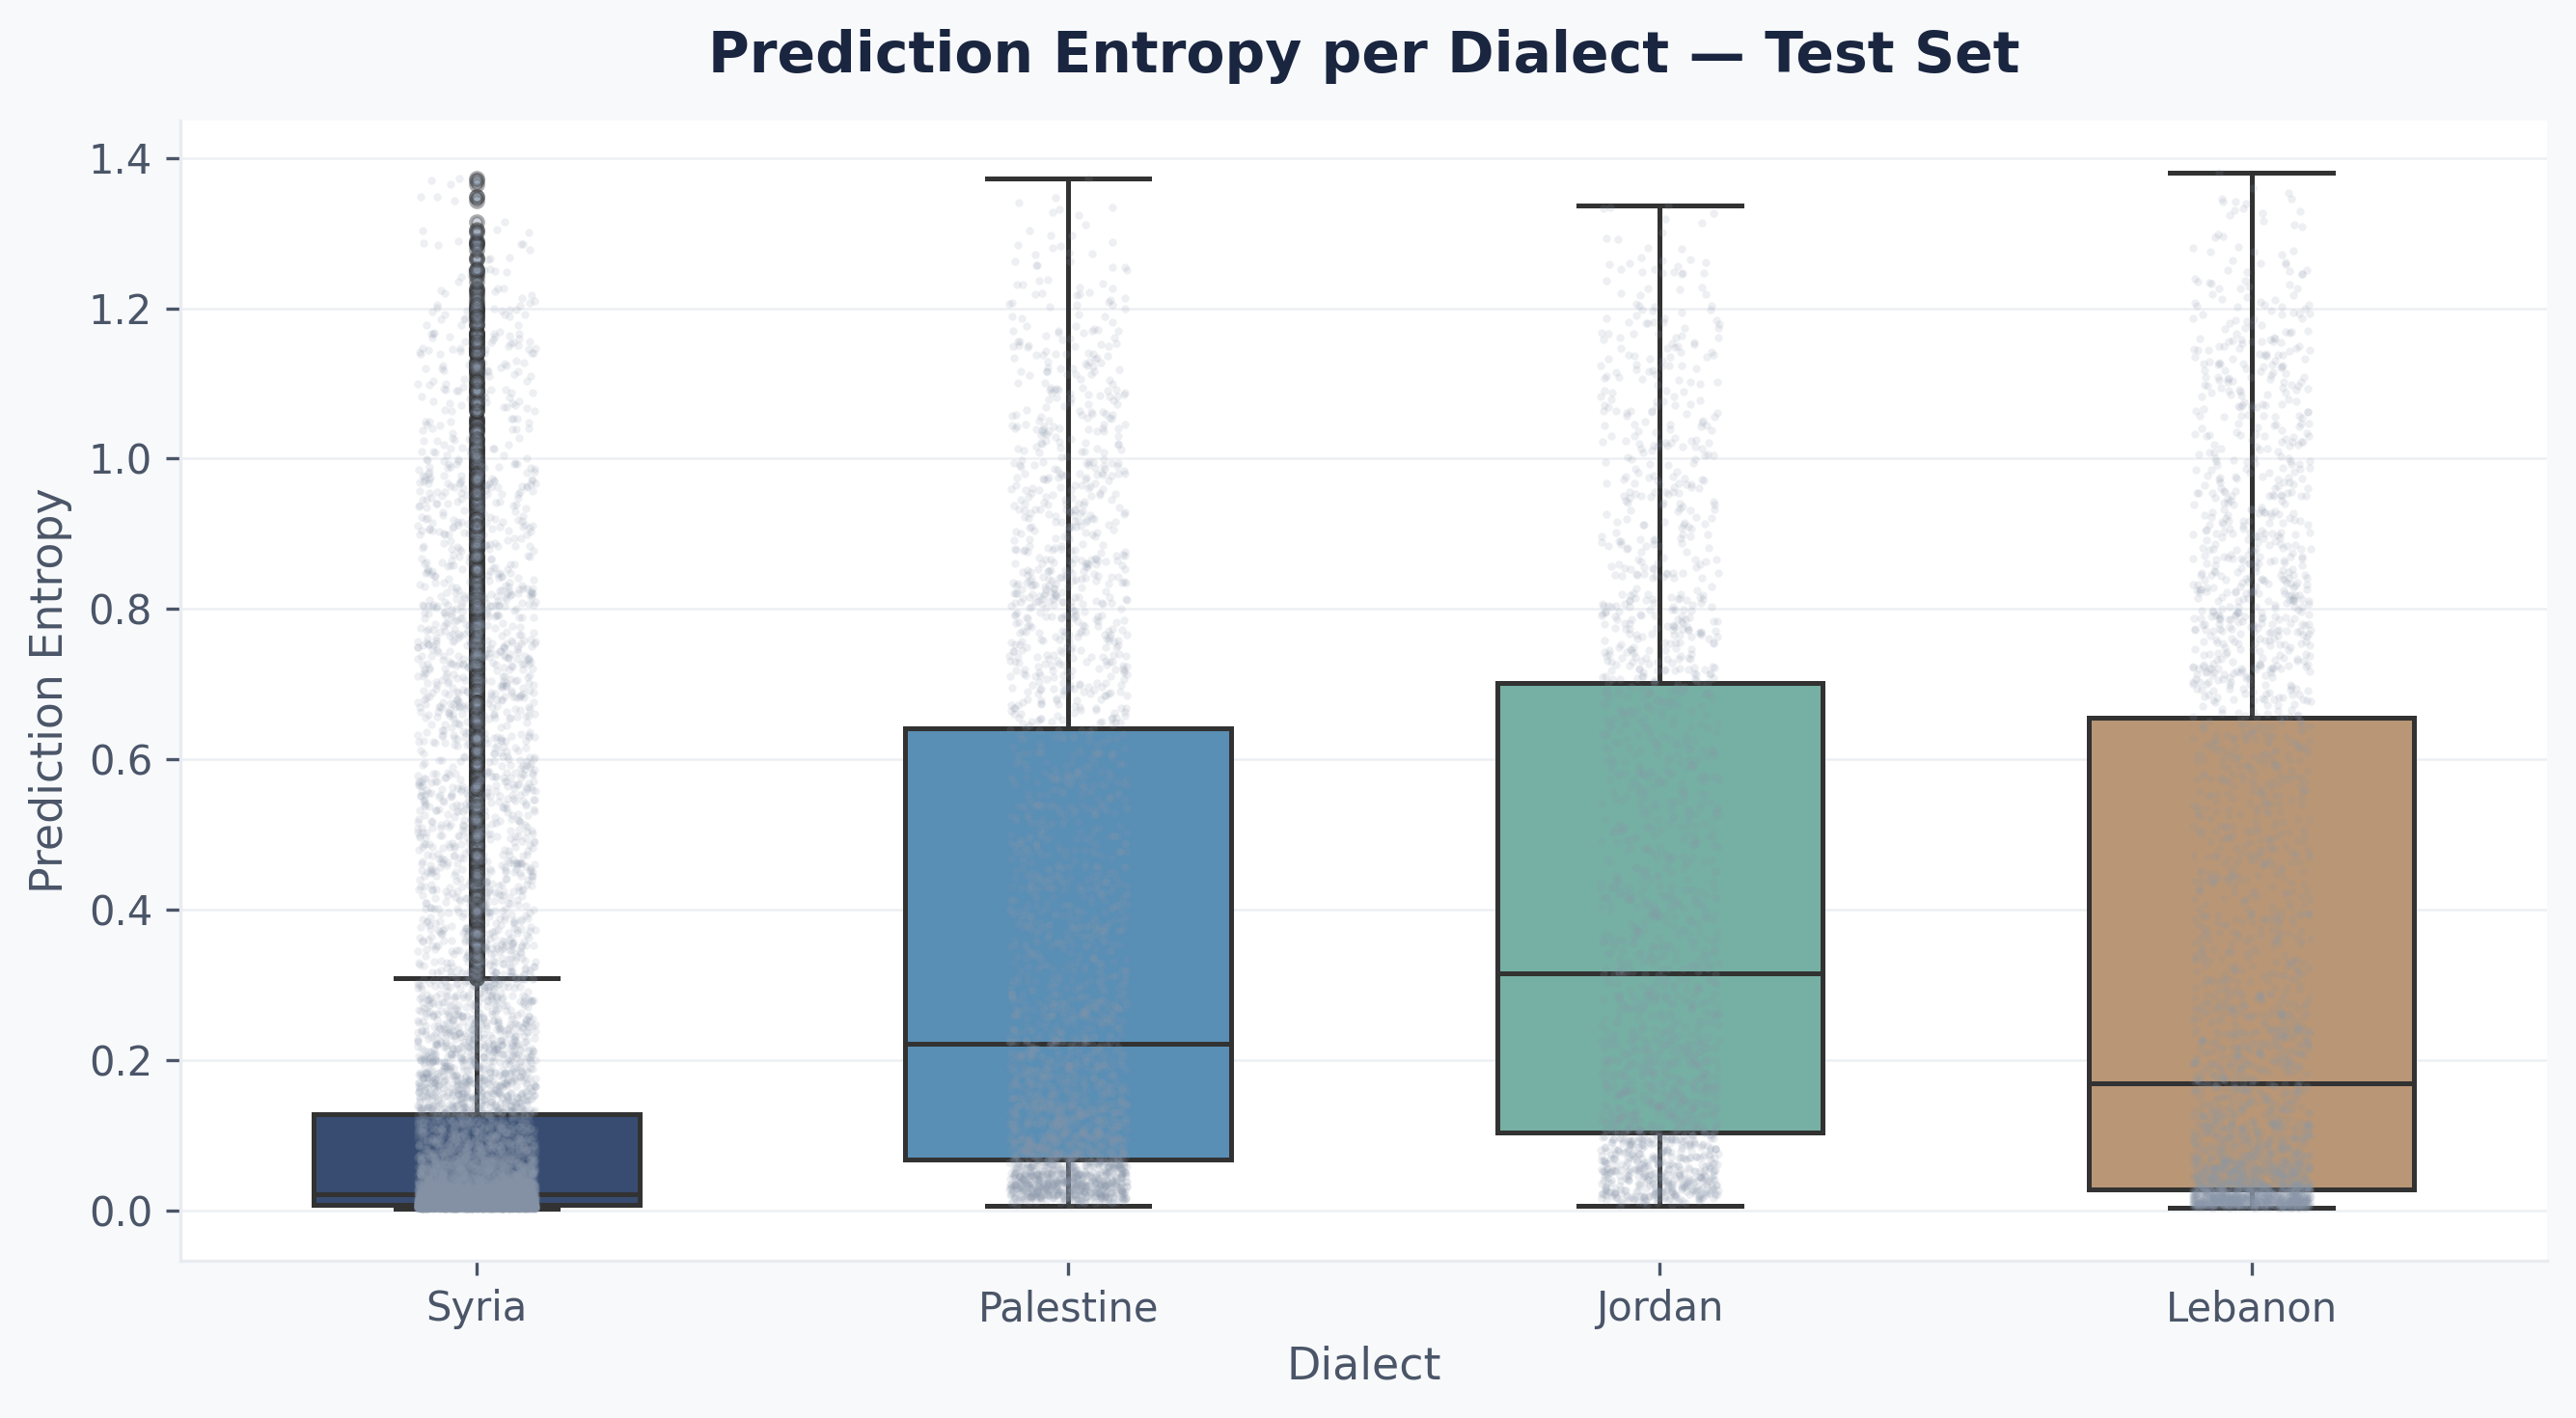 Prediction Entropy per Dialect — Test Set
Prediction Entropy
1.4
1.2
1.0
0.8
0.6
0.4
0.2
0.0
Syria
Palestine
Jordan
Lebanon
Dialect